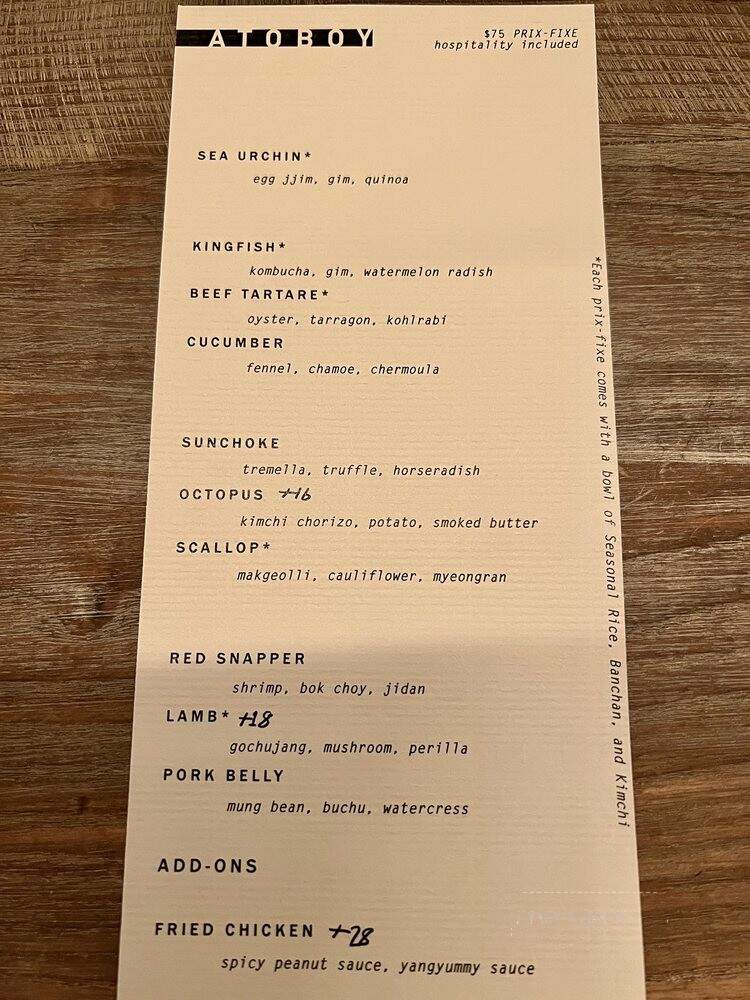 ATOBOY
$75 PRIX-FIXE
hospitality included
SEA URCHIN*
egg jjim, gim, quinoa
KINGFISH*
kombucha, gim, watermelon radish
BEEF TARTARE*
oyster, tarragon, kohlrabi
CUCUMBER
fennel, chamoe, chermoula
SUNCHOKE
tremella, truffle, horseradish
OCTOPUS +16
kimchi chorizo, potato, smoked butter
SCALLOP*
makgeolli, cauliflower, myeongran
RED SNAPPER
shrimp, bok choy, jidan
LAMB* +18
gochujang, mushroom, perilla
PORK BELLY
mung bean, buchu, watercress
ADD-ONS
FRIED CHICKEN +28
spicy peanut sauce, yangyummy sauce
*Each prix-fixe comes with a bowl of Seasonal Rice, Banchan, and Kimchi